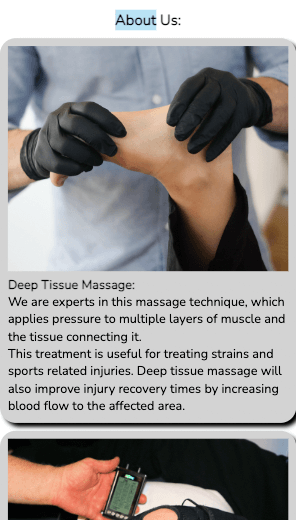 About Us:
Deep Tissue Massage:
We are experts in this massage technique, which
applies pressure to multiple layers of muscle and
the tissue connecting it.
This treatment is useful for treating strains and
sports related injuries. Deep tissue massage will
also improve injury recovery times by increasing
blood flow to the affected area.